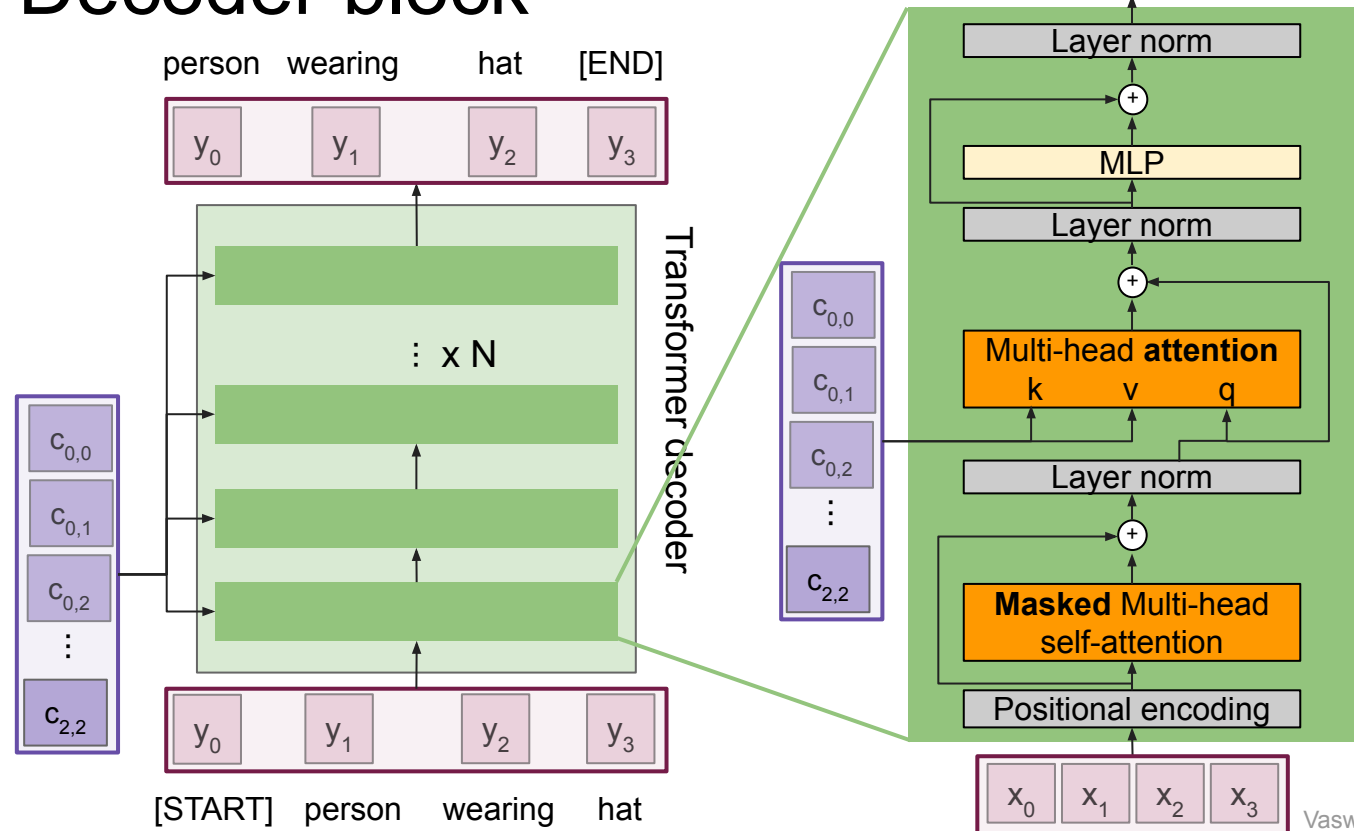 Decoder block
person wearing hat [END]
y0 y1 y2 y3
⋮ x N
Transformer decoder
c0,0
c0,1
c0,2
⋮
c2,2
y0 y1 y2 y3
[START] person wearing hat
Layer norm
+
MLP
Layer norm
+
Multi-head attention
k v q
c0,0
c0,1
c0,2
⋮
c2,2
Layer norm
+
Masked Multi-head
self-attention
Positional encoding
x0 x1 x2 x3
Vasw